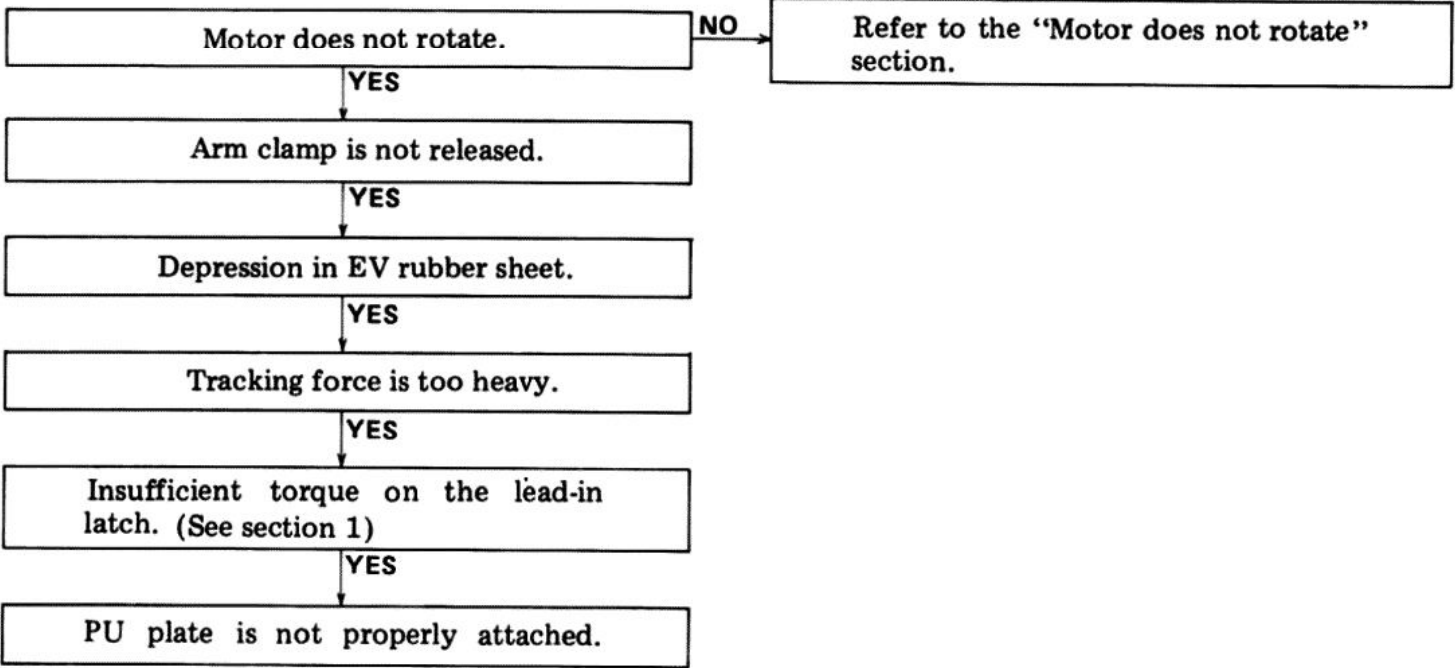 Motor does not rotate.
NO
Refer to the “Motor does not rotate”
section.
YES
Arm clamp is not released.
YES
Depression in EV rubber sheet.
YES
Tracking force is too heavy.
YES
Insufficient torque on the lead-in
latch. (See section 1)
YES
PU plate is not properly attached.